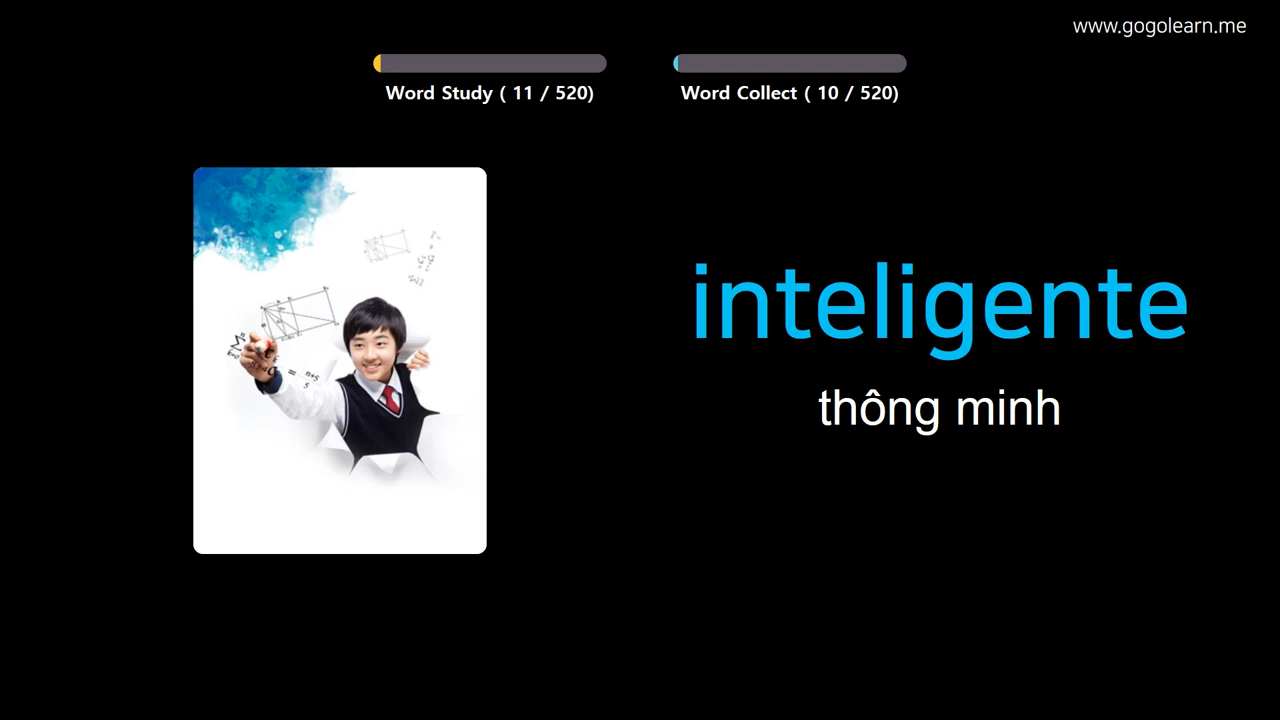 www.gogolearn.me
Word Study ( 11 / 520)
Word Collect ( 10 / 520)
inteligente
thông minh